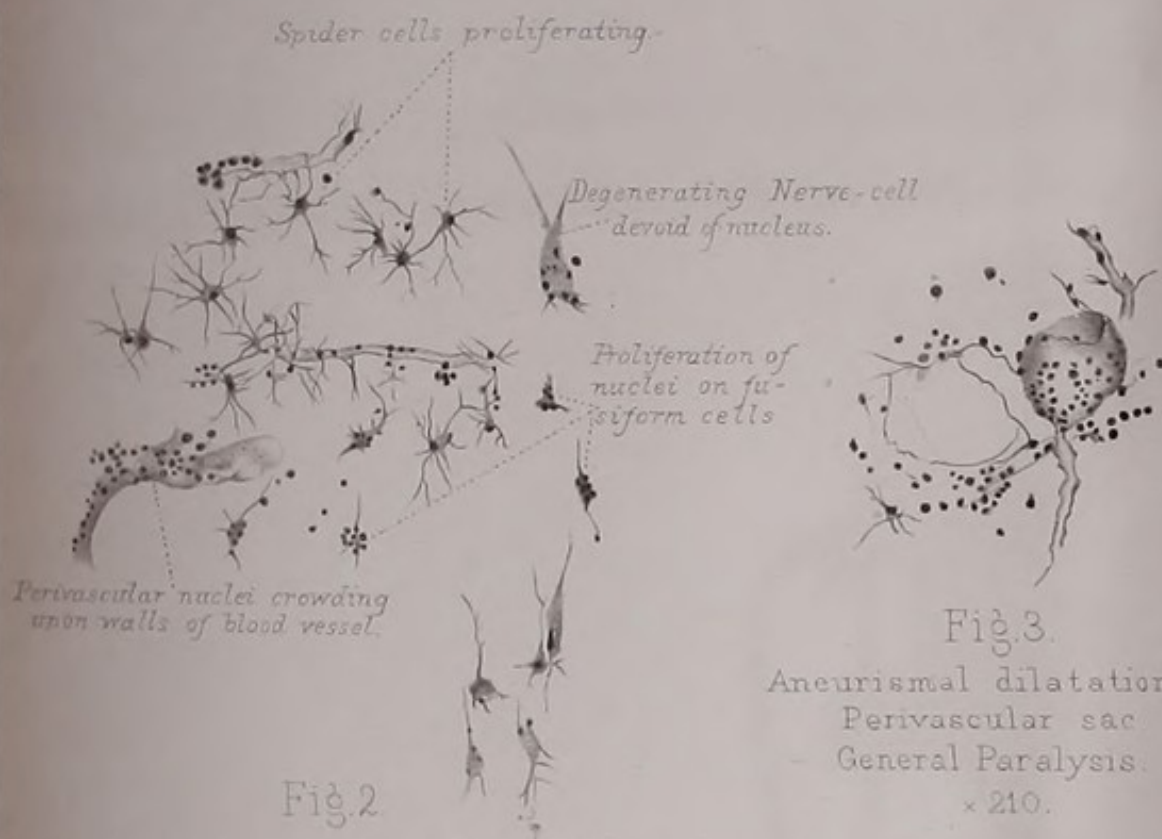 Spider cells proliferating.
Degenerating Nerve-cell
devoid of nucleus.
Proliferation of
nuclei on fu-
siform cells
Perivascular nuclei crowding
upon walls of blood vessel.
Fig.2
Fig.3.
Aneurismal dilatation
Perivascular sac
General Paralysis.
× 210.